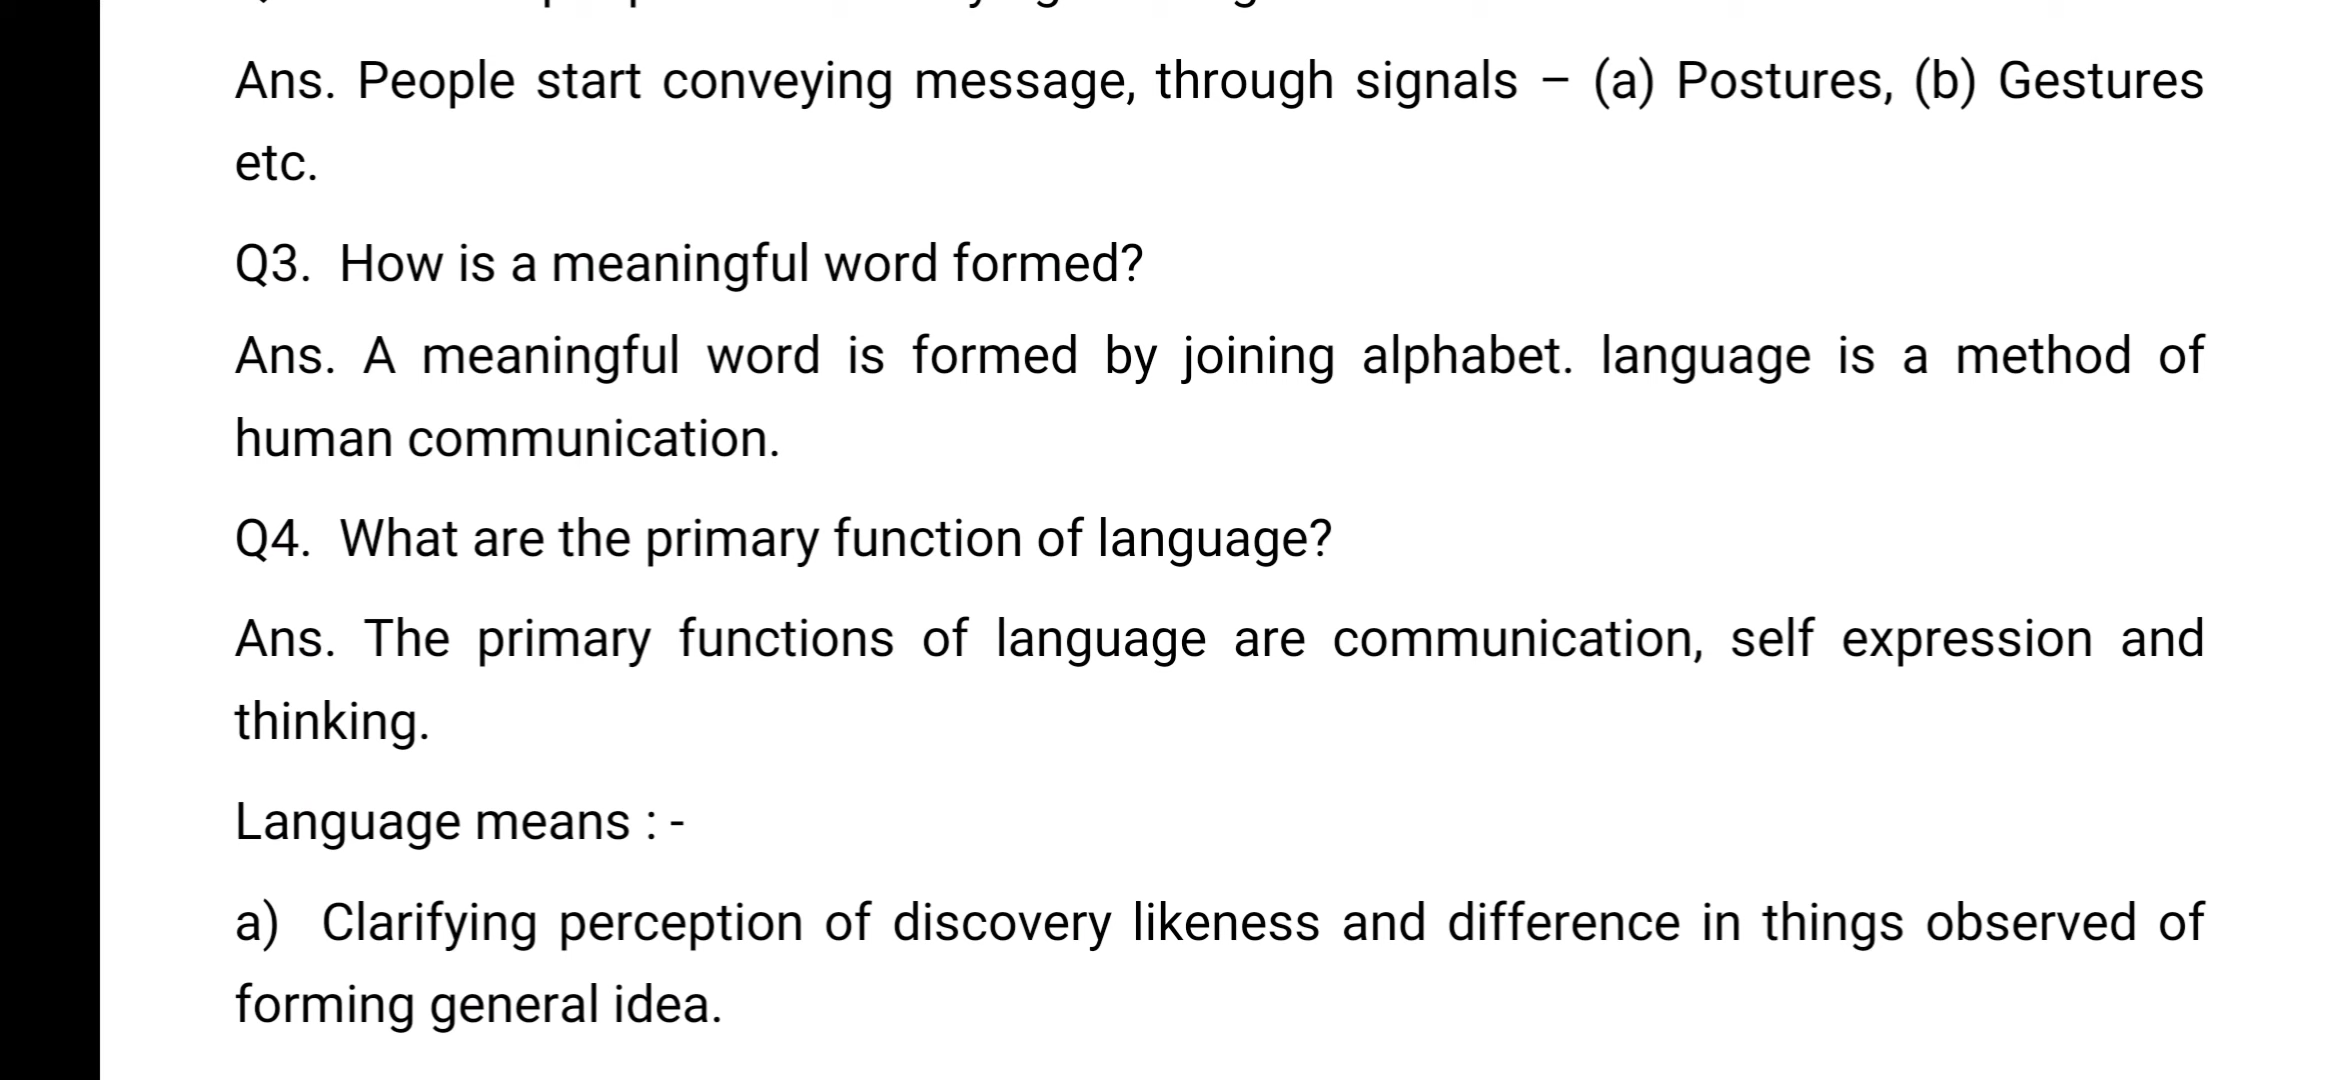 Ans. People start conveying message, through signals – (a) Postures, (b) Gestures
etc.
Q3. How is a meaningful word formed?
Ans. A meaningful word is formed by joining alphabet. language is a method of
human communication.
Q4. What are the primary function of language?
Ans. The primary functions of language are communication, self expression and
thinking.
Language means : -
a) Clarifying perception of discovery likeness and difference in things observed of
forming general idea.